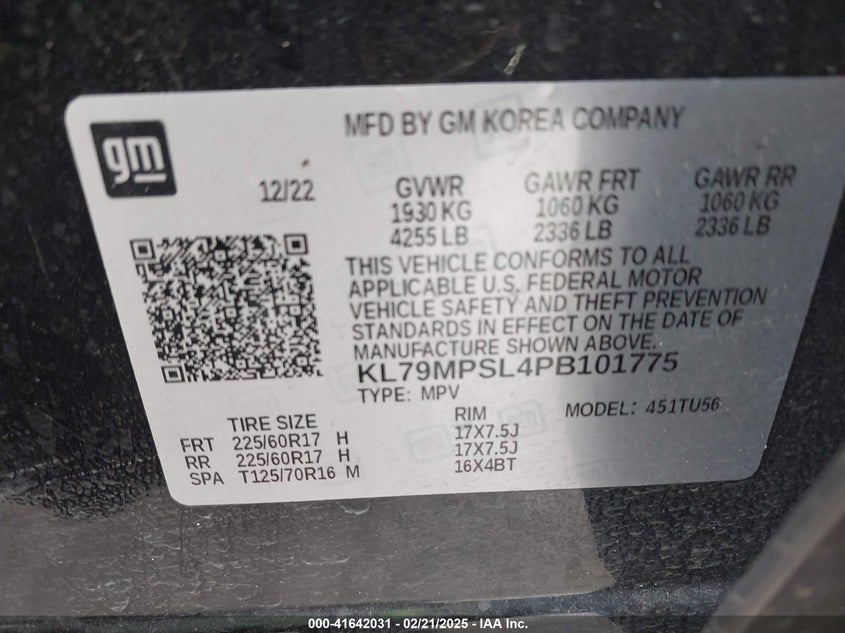 gm
MFD BY GM KOREA COMPANY
12/22
GVWR GAWR FRT GAWR RR
1930 KG 1060 KG 1060 KG
4255 LB 2336 LB 2336 LB
THIS VEHICLE CONFORMS TO ALL
APPLICABLE U.S. FEDERAL MOTOR
VEHICLE SAFETY AND THEFT PREVENTION
STANDARDS IN EFFECT ON THE DATE OF
MANUFACTURE SHOWN ABOVE.
KL79MPSL4PB101775
TYPE: MPV MODEL: 451TU56
TIRE SIZE RIM
FRT 225/60R17 H 17X7.5J
RR 225/60R17 H 17X7.5J
SPA T125/70R16 M 16X4BT
000-41642031 - 02/21/2025 - IAA Inc.